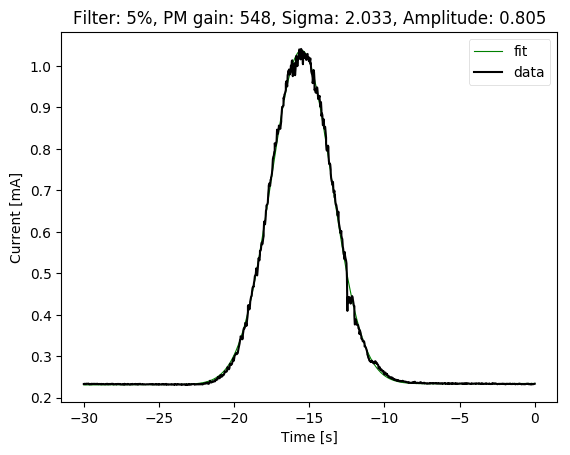 Filter: 5%, PM gain: 548, Sigma: 2.033, Amplitude: 0.805
fit
data
1.0
0.9
0.8
0.7
0.6
0.5
0.4
0.3
0.2
Current [mA]
−30 −25 −20 −15 −10 −5 0
Time [s]